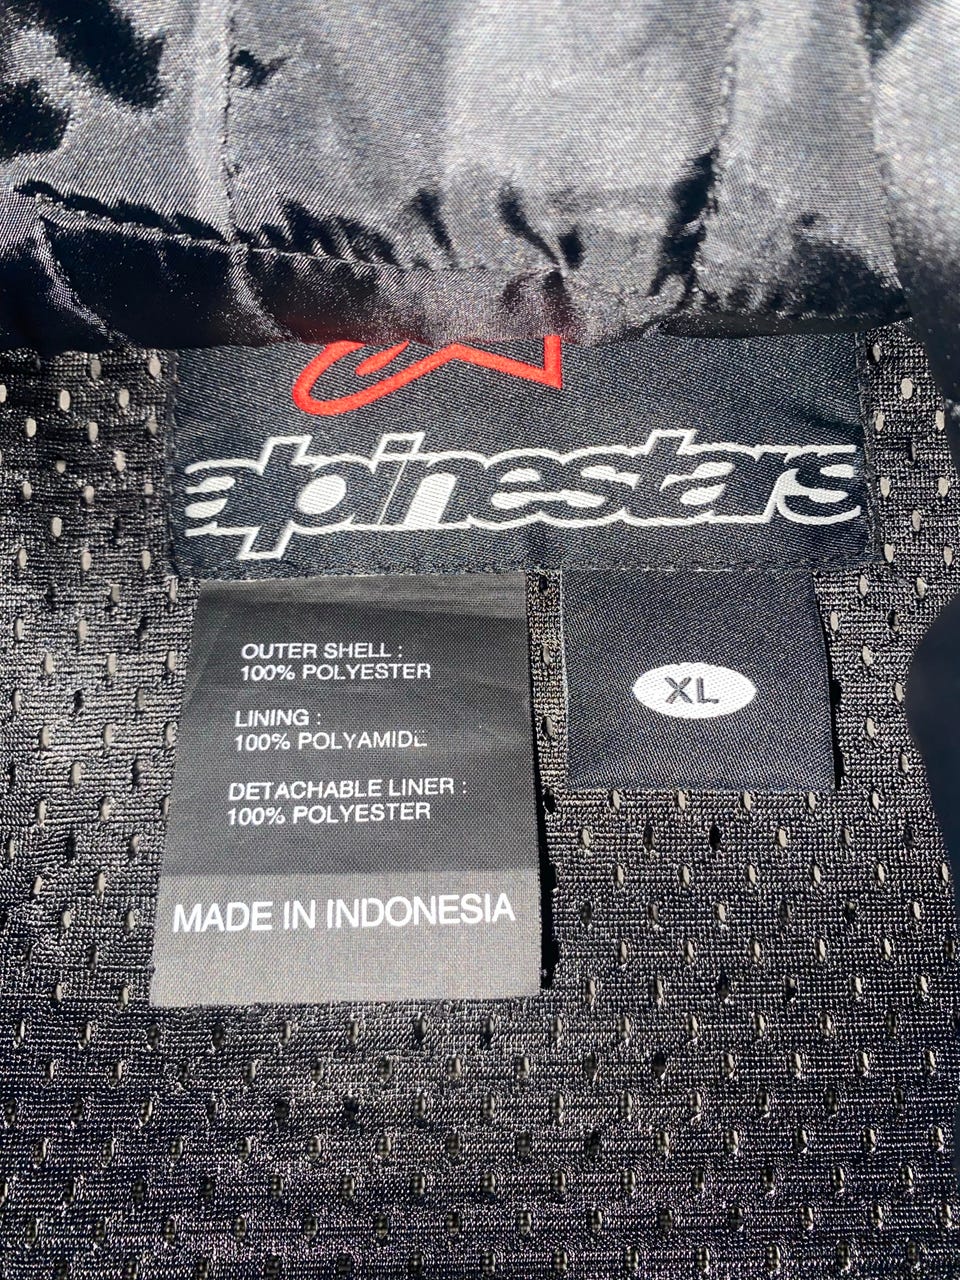 alpinestars
OUTER SHELL :
100% POLYESTER
LINING :
100% POLYAMIDE
DETACHABLE LINER :
100% POLYESTER
MADE IN INDONESIA
XL